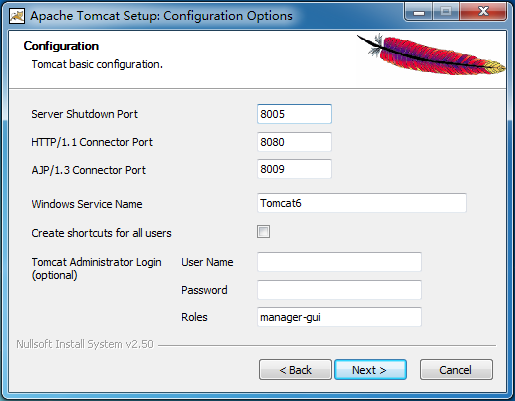 Apache Tomcat Setup: Configuration Options
Configuration
Tomcat basic configuration.
Server Shutdown Port 8005
HTTP/1.1 Connector Port 8080
AJP/1.3 Connector Port 8009
Windows Service Name Tomcat6
Create shortcuts for all users
Tomcat Administrator Login User Name
(optional)
Password
Roles manager-gui
Nullsoft Install System v2.50
< Back Next > Cancel